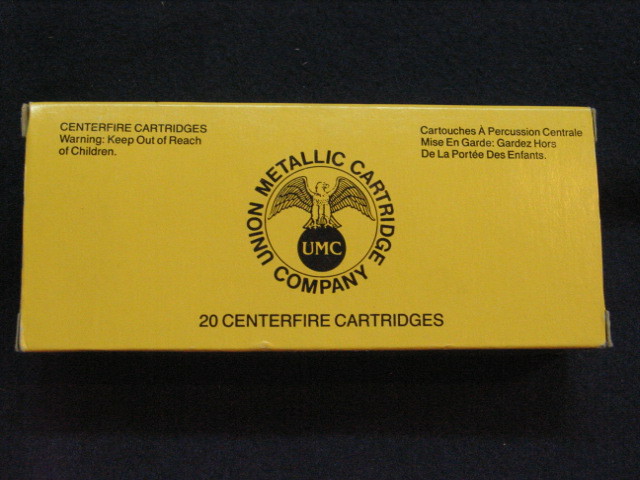 CENTERFIRE CARTRIDGES
Warning: Keep Out of Reach
of Children.
Cartouches À Percussion Centrale
Mise En Garde: Gardez Hors
De La Portée Des Enfants.
UNION METALLIC CARTRIDGE COMPANY
UMC
20 CENTERFIRE CARTRIDGES